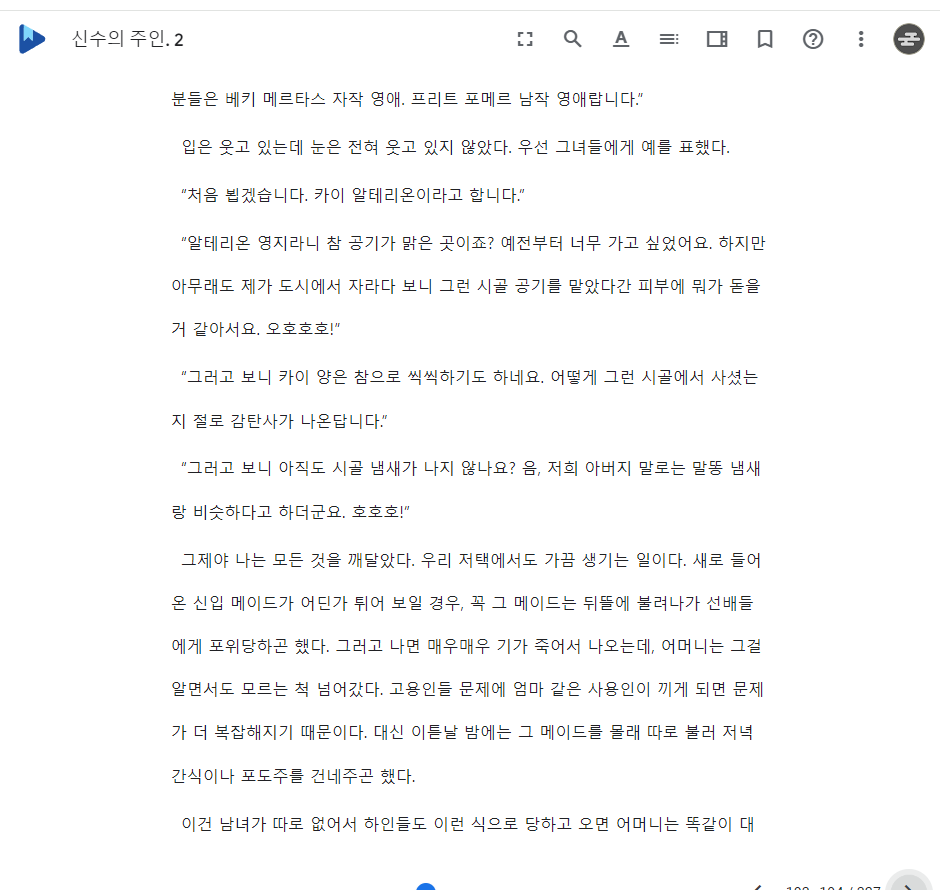 신수의 주인. 2
분들은 베키 메르타스 자작 영애. 프리트 포메르 남작 영애랍니다.”
입은 웃고 있는데 눈은 전혀 웃고 있지 않았다. 우선 그녀들에게 예를 표했다.
“처음 뵙겠습니다. 카이 알테리온이라고 합니다.”
“알테리온 영지라니 참 공기가 맑은 곳이죠? 예전부터 너무 가고 싶었어요. 하지만
아무래도 제가 도시에서 자라다 보니 그런 시골 공기를 맡았다간 피부에 뭐가 돋을
거 같아서요. 오호호호!”
“그러고 보니 카이 양은 참으로 씩씩하기도 하네요. 어떻게 그런 시골에서 사셨는
지 절로 감탄사가 나온답니다.”
“그러고 보니 아직도 시골 냄새가 나지 않나요? 음, 저희 아버지 말로는 말똥 냄새
랑 비슷하다고 하더군요. 호호호!”
그제야 나는 모든 것을 깨달았다. 우리 저택에서도 가끔 생기는 일이다. 새로 들어
온 신입 메이드가 어딘가 튀어 보일 경우, 꼭 그 메이드는 뒤뜰에 불려나가 선배들
에게 포위당하곤 했다. 그러고 나면 매우매우 기가 죽어서 나오는데, 어머니는 그걸
알면서도 모르는 척 넘어갔다. 고용인들 문제에 엄마 같은 사용인이 끼게 되면 문제
가 더 복잡해지기 때문이다. 대신 이튿날 밤에는 그 메이드를 몰래 따로 불러 저녁
간식이나 포도주를 건네주곤 했다.
이건 남녀가 따로 없어서 하인들도 이런 식으로 당하고 오면 어머니는 똑같이 대